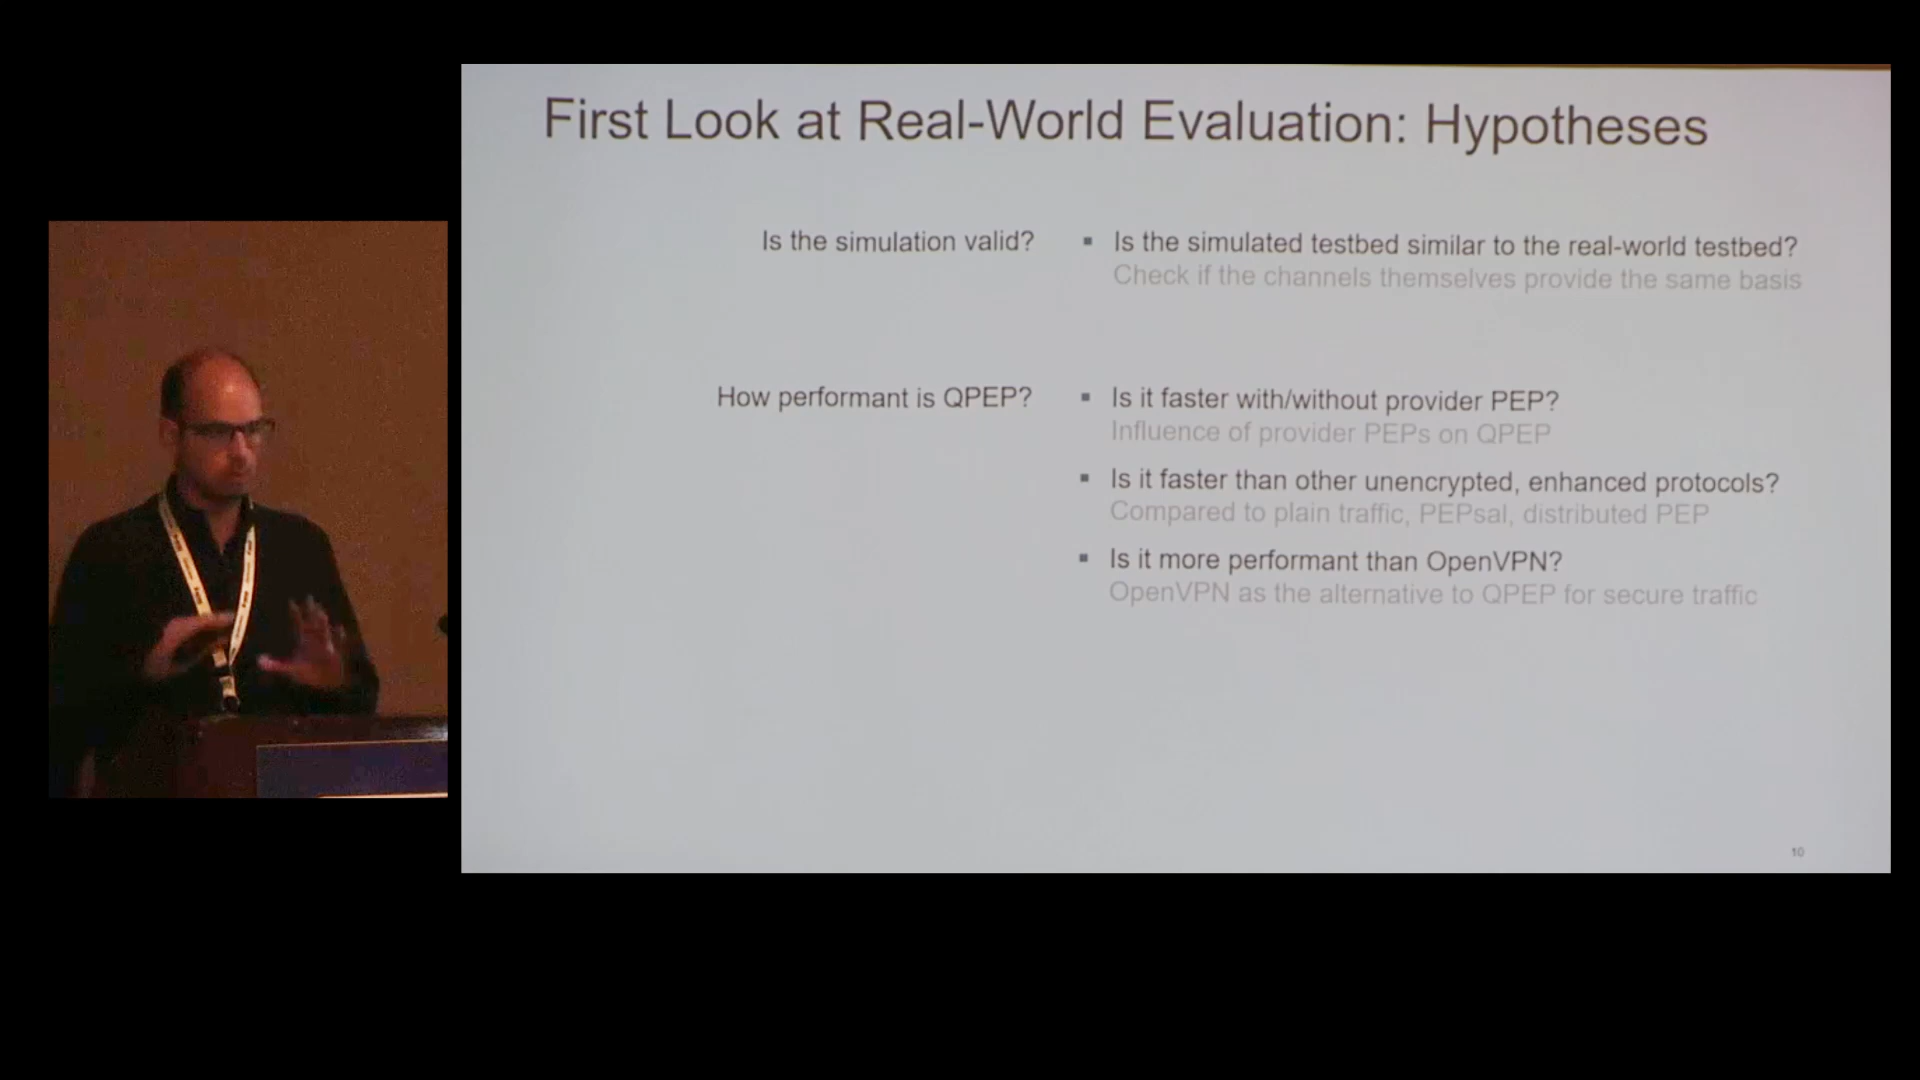 First Look at Real-World Evaluation: Hypotheses
Is the simulation valid?
▪ Is the simulated testbed similar to the real-world testbed?
Check if the channels themselves provide the same basis
How performant is QPEP?
▪ Is it faster with/without provider PEP?
Influence of provider PEPs on QPEP
▪ Is it faster than other unencrypted, enhanced protocols?
Compared to plain traffic, PEPsal, distributed PEP
▪ Is it more performant than OpenVPN?
OpenVPN as the alternative to QPEP for secure traffic
10